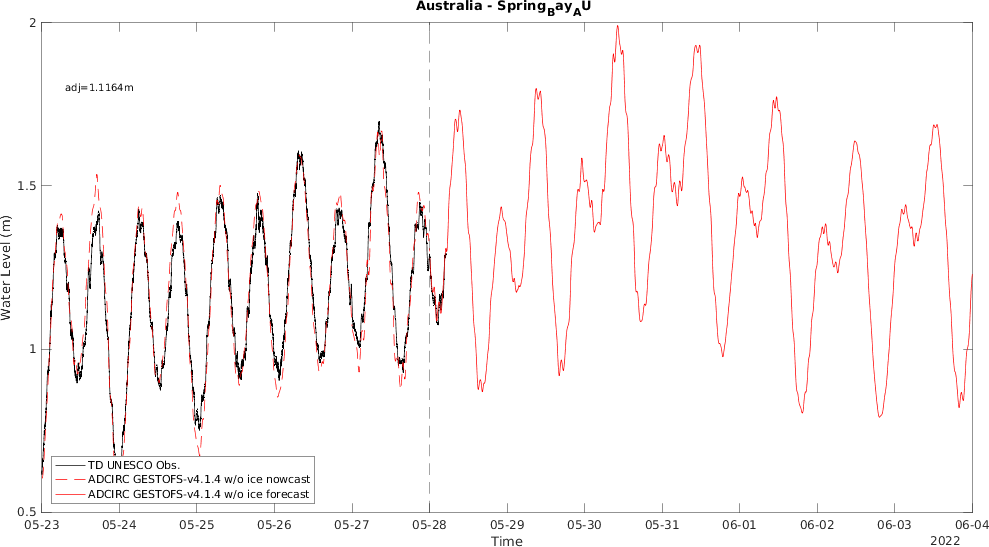 Australia - SpringBayAU
adj=1.1164m
Water Level (m)
2
1.5
1
0.5
TD UNESCO Obs.
ADCIRC GESTOFS-v4.1.4 w/o ice nowcast
ADCIRC GESTOFS-v4.1.4 w/o ice forecast
05-23 05-24 05-25 05-26 05-27 05-28 05-29 05-30 05-31 06-01 06-02 06-03 06-04
Time
2022